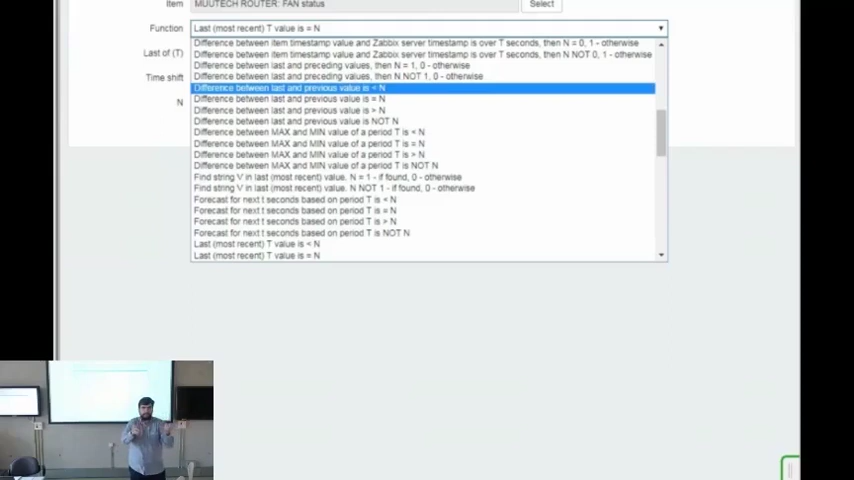 Item MUUTECH ROUTER: FAN status Select
Function Last (most recent) T value is = N
Difference between item timestamp value and Zabbix server timestamp is over T seconds, then N = 0, 1 - otherwise
Last of (T) Difference between item timestamp value and Zabbix server timestamp is over T seconds, then N NOT 0, 1 - otherwise
Difference between last and preceding values, then N = 1, 0 - otherwise
Time shift Difference between last and preceding values, then N NOT 1, 0 - otherwise
Difference between last and previous value is < N
N Difference between last and previous value is = N
Difference between last and previous value is > N
Difference between last and previous value is NOT N
Difference between MAX and MIN value of a period T is < N
Difference between MAX and MIN value of a period T is = N
Difference between MAX and MIN value of a period T is > N
Difference between MAX and MIN value of a period T is NOT N
Find string V in last (most recent) value. N = 1 - if found, 0 - otherwise
Find string V in last (most recent) value. N NOT 1 - if found, 0 - otherwise
Forecast for next t seconds based on period T is < N
Forecast for next t seconds based on period T is = N
Forecast for next t seconds based on period T is > N
Forecast for next t seconds based on period T is NOT N
Last (most recent) T value is < N
Last (most recent) T value is = N